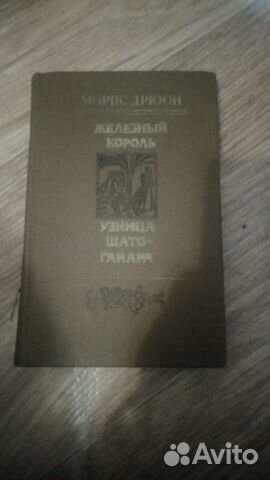 МОРИС ДРЮОН
ЖЕЛЕЗНЫЙ
КОРОЛЬ
УЗНИЦА
ШАТО-
ГАЙАРА
Avito